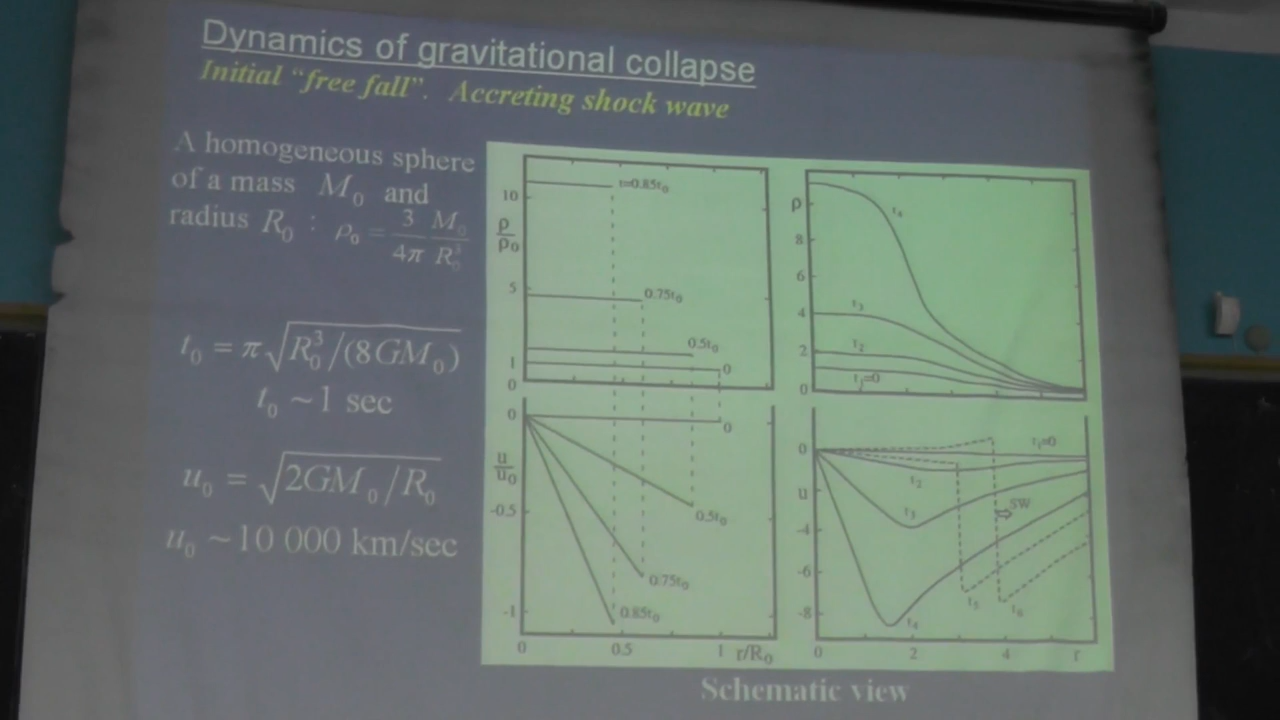 Dynamics of gravitational collapse
Initial "free fall". Accreting shock wave
A homogeneous sphere
of a mass M₀ and
radius R₀ : ρ₀ = 3/4π M₀/R₀³
t₀ = π√R₀³/(8GM₀)
t₀ ~ 1 sec
u₀ = √2GM₀/R₀
u₀ ~ 10 000 km/sec
10
ρ/ρ₀
5
1
0
t=0.85t₀
0.75t₀
0.5t₀
0
ρ
8
6
4
2
0
t₄
t₃
t₂
t₁=0
0
u/u₀
-0.5
-1
0
0.5t₀
0.75t₀
0.85t₀
0 0.5 1 r/R₀
0
u
-4
-6
-8
t₁=0
t₂
t₃
SW
t₅
t₆
t₄
0 2 4 r
Schematic view